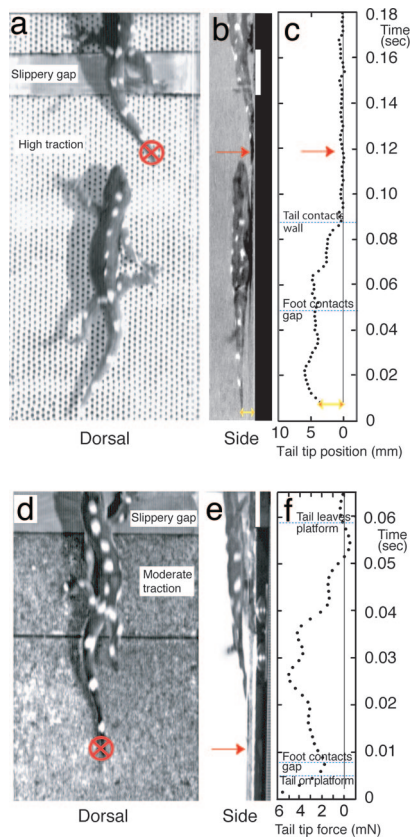 a
Slippery gap
High traction
Dorsal
b
Side
c
0.18
Time
(sec)
0.16
0.14
0.12
0.10
Tail contacts
wall
0.08
0.06
Foot contacts
gap
0.04
0.02
0
10 5 0
Tail tip position (mm)
d
Slippery gap
Moderate
traction
Dorsal
e
Side
f
0.06
Tail leaves
platform
Time
(sec)
0.05
0.04
0.03
0.02
0.01
Foot contacts
gap
Tail on platform
0
6 4 2 0
Tail tip force (mN)